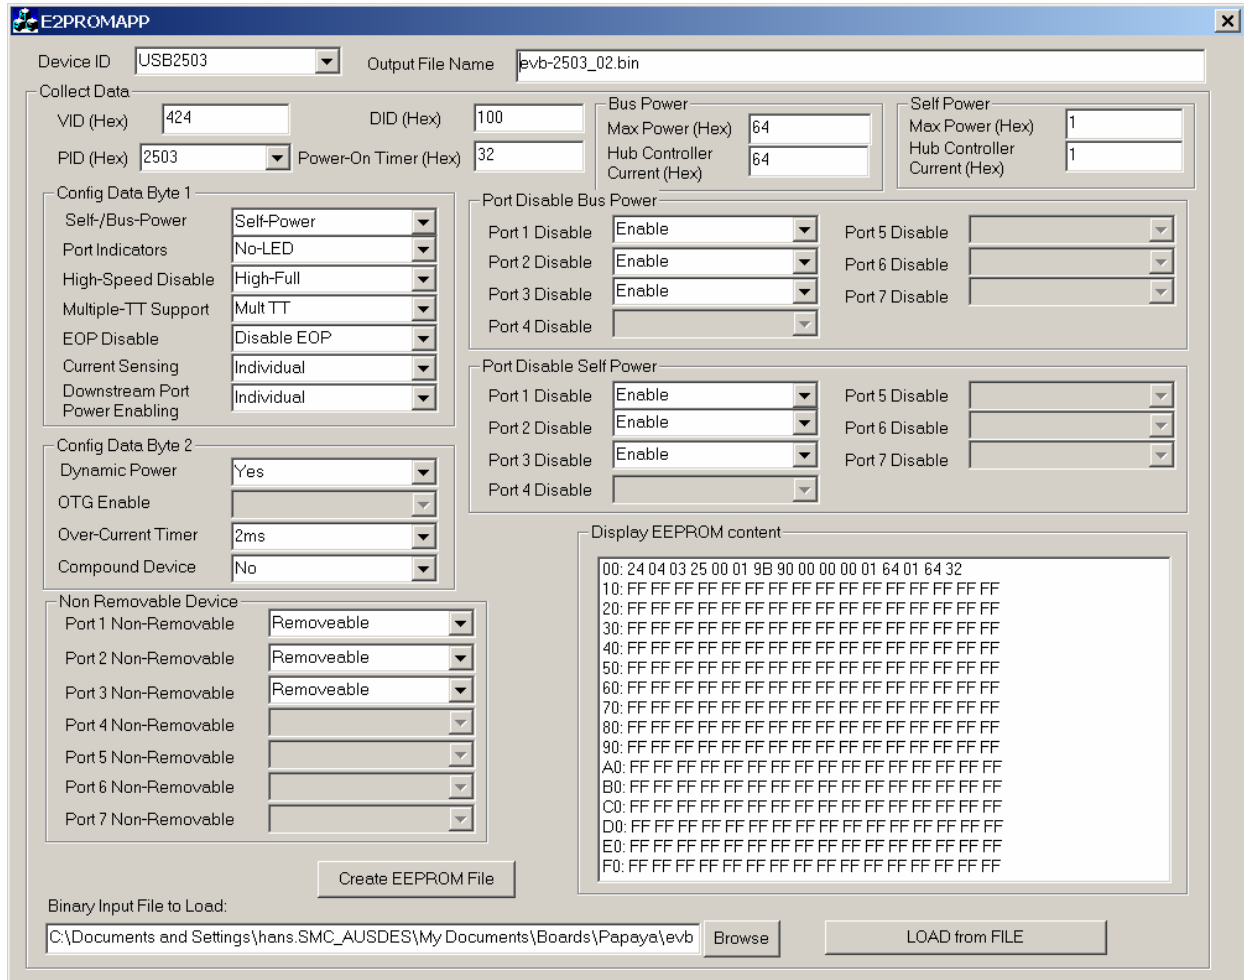 E2PROMAPP
Device ID USB2503 Output File Name evb-2503_02.bin
Collect Data
VID (Hex) 424 DID (Hex) 100
PID (Hex) 2503 Power-On Timer (Hex) 32
Bus Power
Max Power (Hex) 64
Hub Controller
Current (Hex) 64
Self Power
Max Power (Hex) 1
Hub Controller
Current (Hex) 1
Config Data Byte 1
Self-/Bus-Power Self-Power
Port Indicators No-LED
High-Speed Disable High-Full
Multiple-TT Support Mult TT
EOP Disable Disable EOP
Current Sensing Individual
Downstream Port
Power Enabling Individual
Port Disable Bus Power
Port 1 Disable Enable Port 5 Disable
Port 2 Disable Enable Port 6 Disable
Port 3 Disable Enable Port 7 Disable
Port 4 Disable
Port Disable Self Power
Port 1 Disable Enable Port 5 Disable
Port 2 Disable Enable Port 6 Disable
Port 3 Disable Enable Port 7 Disable
Port 4 Disable
Config Data Byte 2
Dynamic Power Yes
OTG Enable
Over-Current Timer 2ms
Compound Device No
Non Removable Device
Port 1 Non-Removable Removeable
Port 2 Non-Removable Removeable
Port 3 Non-Removable Removeable
Port 4 Non-Removable
Port 5 Non-Removable
Port 6 Non-Removable
Port 7 Non-Removable
Display EEPROM content
00: 24 04 03 25 00 01 9B 90 00 00 00 01 64 01 64 32
10: FF FF FF FF FF FF FF FF FF FF FF FF FF FF FF FF
20: FF FF FF FF FF FF FF FF FF FF FF FF FF FF FF FF
30: FF FF FF FF FF FF FF FF FF FF FF FF FF FF FF FF
40: FF FF FF FF FF FF FF FF FF FF FF FF FF FF FF FF
50: FF FF FF FF FF FF FF FF FF FF FF FF FF FF FF FF
60: FF FF FF FF FF FF FF FF FF FF FF FF FF FF FF FF
70: FF FF FF FF FF FF FF FF FF FF FF FF FF FF FF FF
80: FF FF FF FF FF FF FF FF FF FF FF FF FF FF FF FF
90: FF FF FF FF FF FF FF FF FF FF FF FF FF FF FF FF
A0: FF FF FF FF FF FF FF FF FF FF FF FF FF FF FF FF
B0: FF FF FF FF FF FF FF FF FF FF FF FF FF FF FF FF
C0: FF FF FF FF FF FF FF FF FF FF FF FF FF FF FF FF
D0: FF FF FF FF FF FF FF FF FF FF FF FF FF FF FF FF
E0: FF FF FF FF FF FF FF FF FF FF FF FF FF FF FF FF
F0: FF FF FF FF FF FF FF FF FF FF FF FF FF FF FF FF
Create EEPROM File
Binary Input File to Load:
C:\Documents and Settings\hans.SMC_AUSDES\My Documents\Boards\Papaya\evb Browse LOAD from FILE